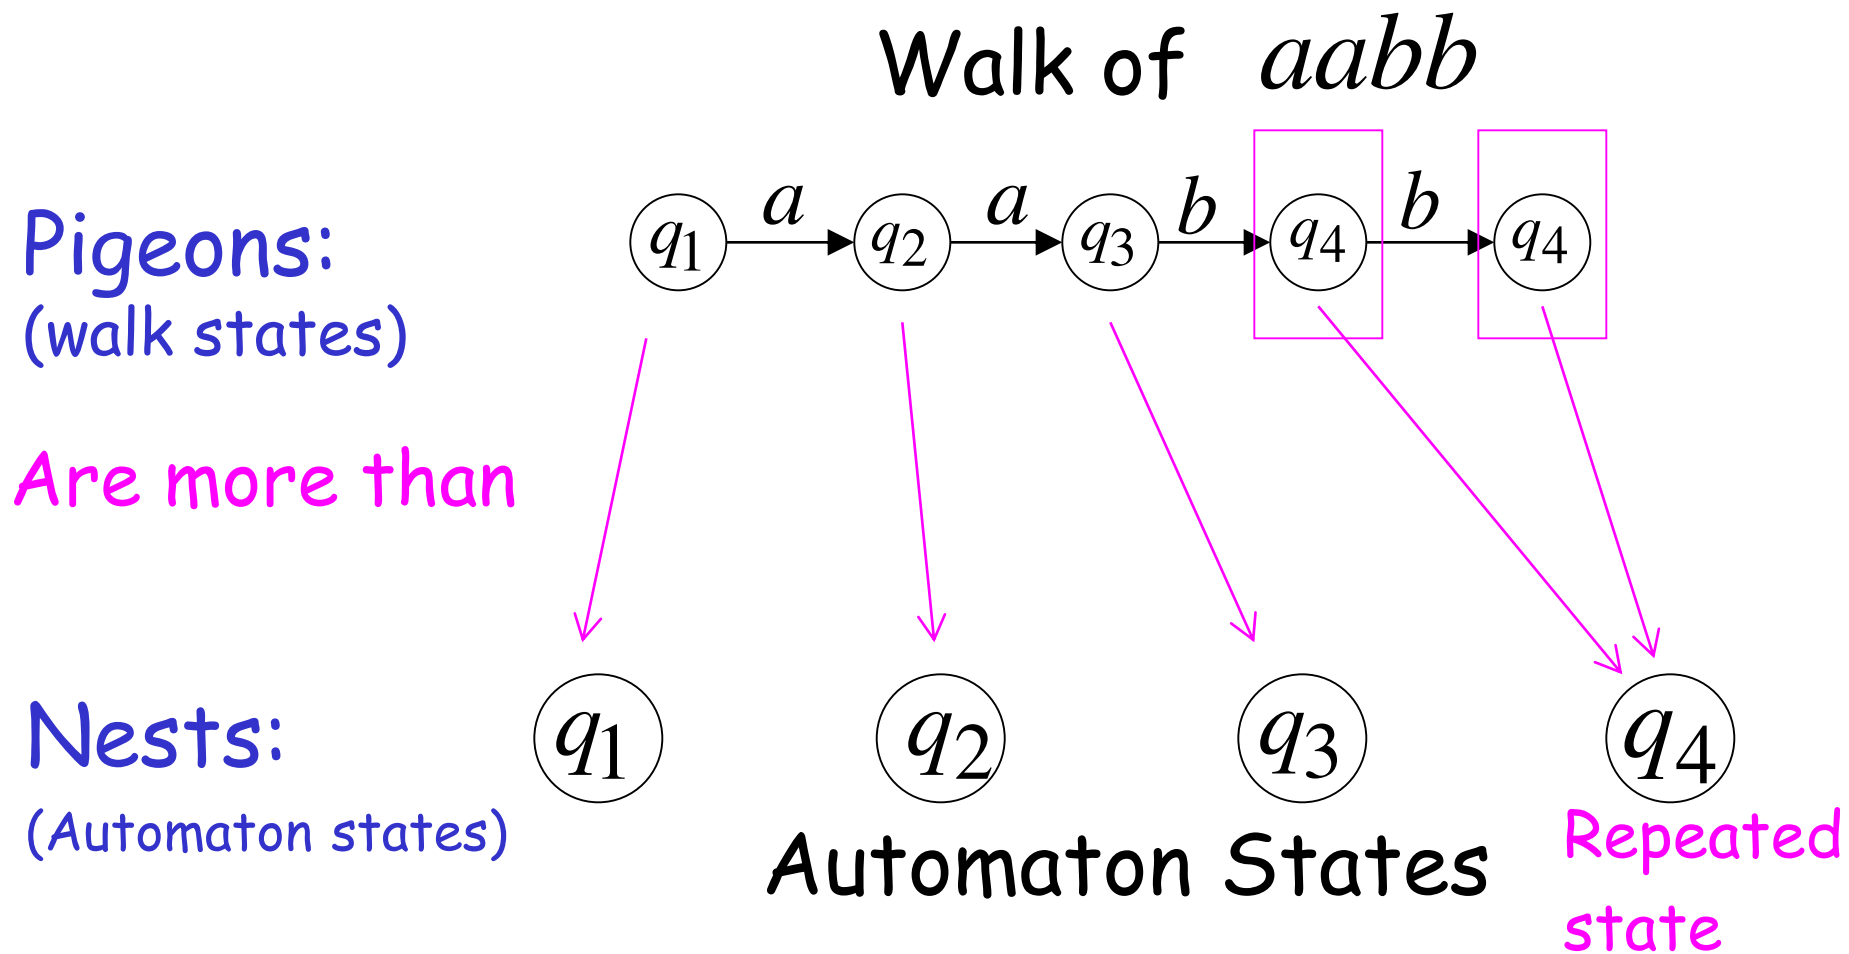 Walk of aabb
a a b b
Pigeons: q1 q2 q3 q4 q4
(walk states)
Are more than
Nests: q1 q2 q3 q4
(Automaton states)
Automaton States
Repeated
state